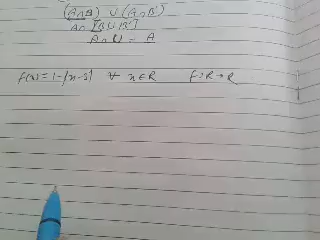 (A∩B) ∪ (A∩B')
A∩[B∪B']
A∩U = A
f(x) = 1-|x-3| ∀ x∈R f: R→R